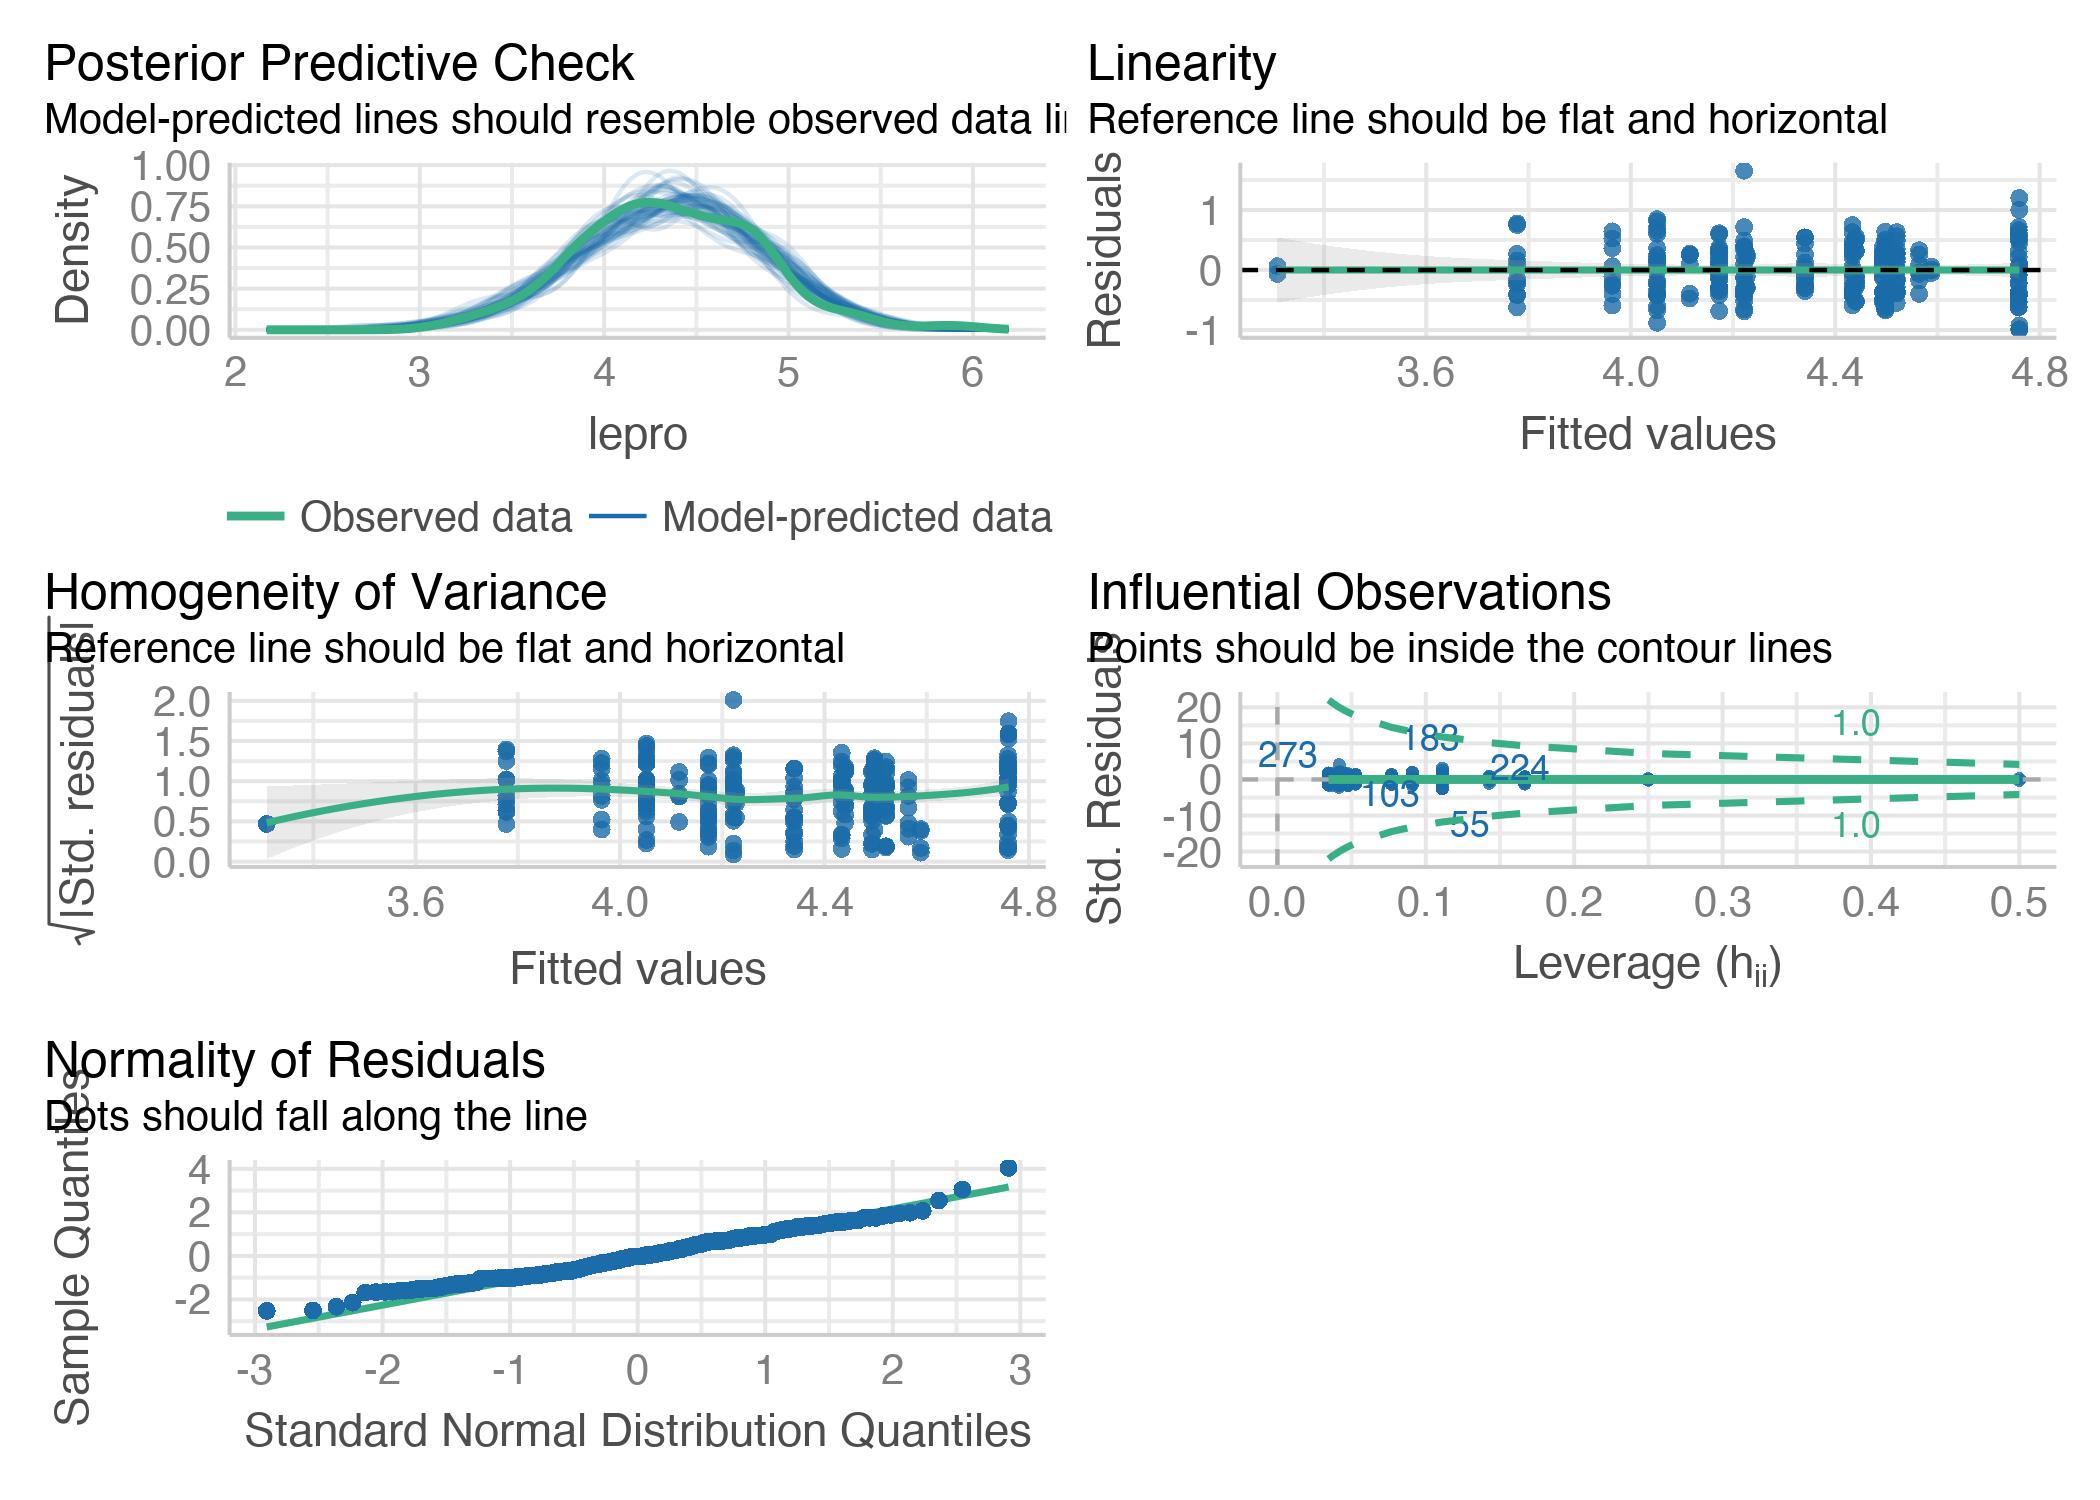 Posterior Predictive Check
Model-predicted lines should resemble observed data li
Density
1.00
0.75
0.50
0.25
0.00
2 3 4 5 6
lepro
Observed data Model-predicted data
Linearity
Reference line should be flat and horizontal
Residuals
1
0
-1
3.6 4.0 4.4 4.8
Fitted values
Homogeneity of Variance
Reference line should be flat and horizontal
√|Std. residuals|
2.0
1.5
1.0
0.5
0.0
3.6 4.0 4.4 4.8
Fitted values
Influential Observations
Points should be inside the contour lines
Std. Residuals
20
10
0
-10
-20
273
183
224
103
55
1.0
1.0
0.0 0.1 0.2 0.3 0.4 0.5
Leverage (hii)
Normality of Residuals
Dots should fall along the line
Sample Quantiles
4
2
0
-2
-3 -2 -1 0 1 2 3
Standard Normal Distribution Quantiles